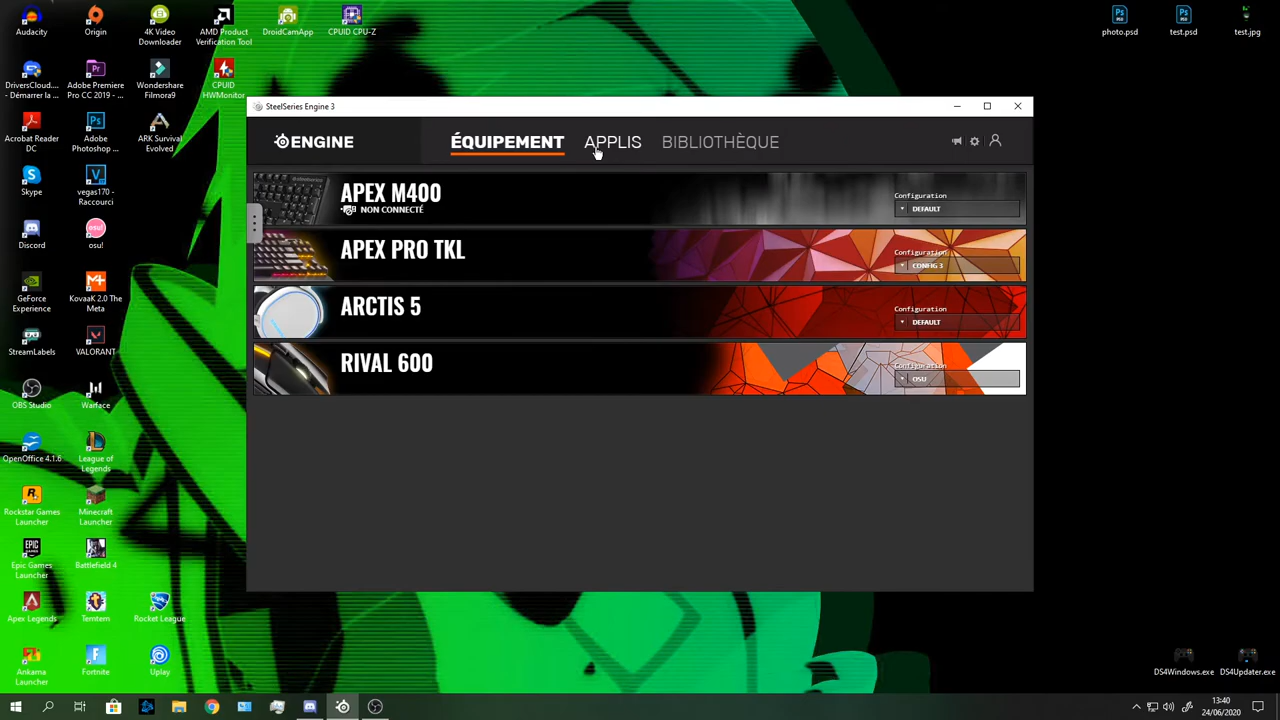 Audacity
Origin
4K Video
Downloader
AMD Product
Verification Tool
DroidCamApp
CPUID CPU-Z
photo.psd
test.psd
test.jpg
DriversCloud...
- Démarrer la ...
Adobe Premiere
Pro CC 2019 - ...
Wondershare
Filmora9
CPUID
HWMonitor
Acrobat Reader
DC
Adobe
Photoshop ...
ARK Survival
Evolved
Skype
vegas170 -
Raccourci
Discord
osu!
GeForce
Experience
KovaaK 2.0 The
Meta
StreamLabels
VALORANT
OBS Studio
Warface
OpenOffice 4.1.6
League of
Legends
Rockstar Games
Launcher
Minecraft
Launcher
Epic Games
Launcher
Battlefield 4
Apex Legends
Temtem
Rocket League
Ankama
Launcher
Fortnite
Uplay
SteelSeries Engine 3
ENGINE
ÉQUIPEMENT
APPLIS
BIBLIOTHÈQUE
APEX M400
NON CONNECTÉ
Configuration
DEFAULT
APEX PRO TKL
Configuration
CONFIG 3
ARCTIS 5
Configuration
DEFAULT
RIVAL 600
Configuration
OSU
DS4Windows.exe
DS4Updater.exe
13:40
24/06/2020